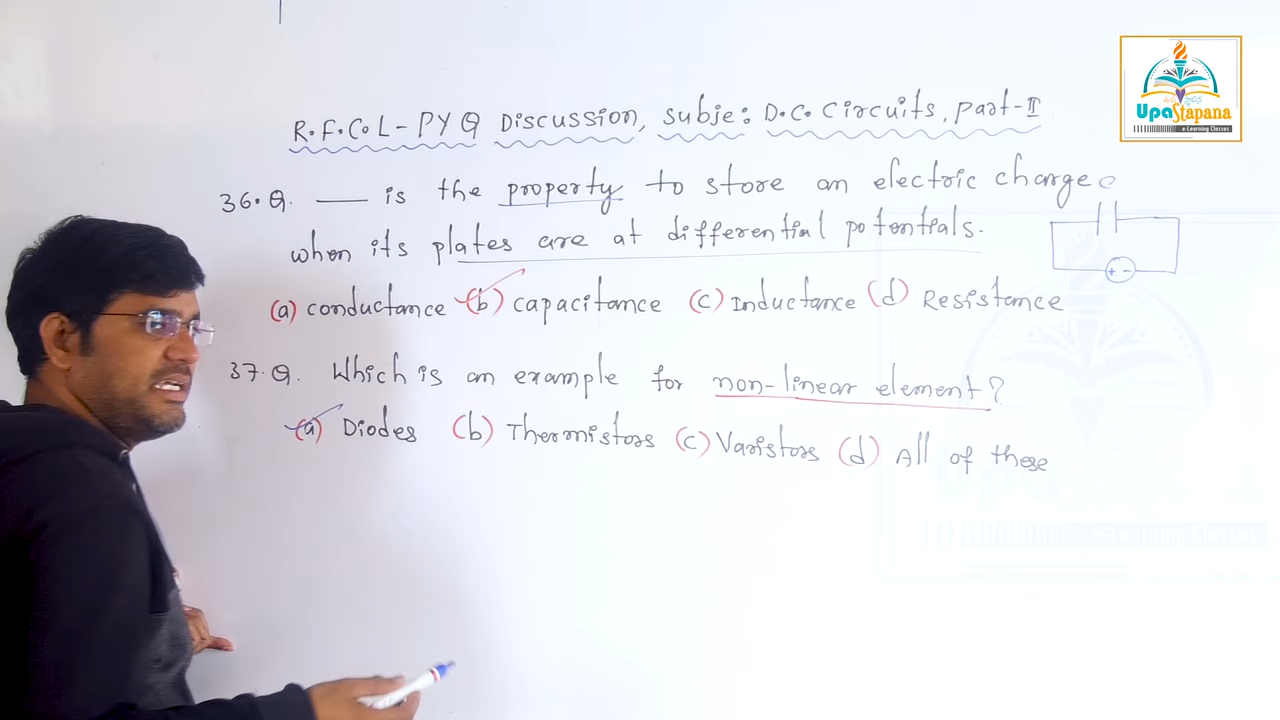 R.F.C.L - PYQ Discussion, Subje: D.C. Circuits, Part-II
36.Q. —— is the property to store an electric charge
when its plates are at differential potentials.
(a) conductance (b) capacitance (c) Inductance (d) Resistance
37.Q. Which is an example for non-linear element?
(a) Diodes (b) Thermistors (c) Varistors (d) All of these
C
+ -
UpaStapana
e-Learning Classes
e-Learning Classes